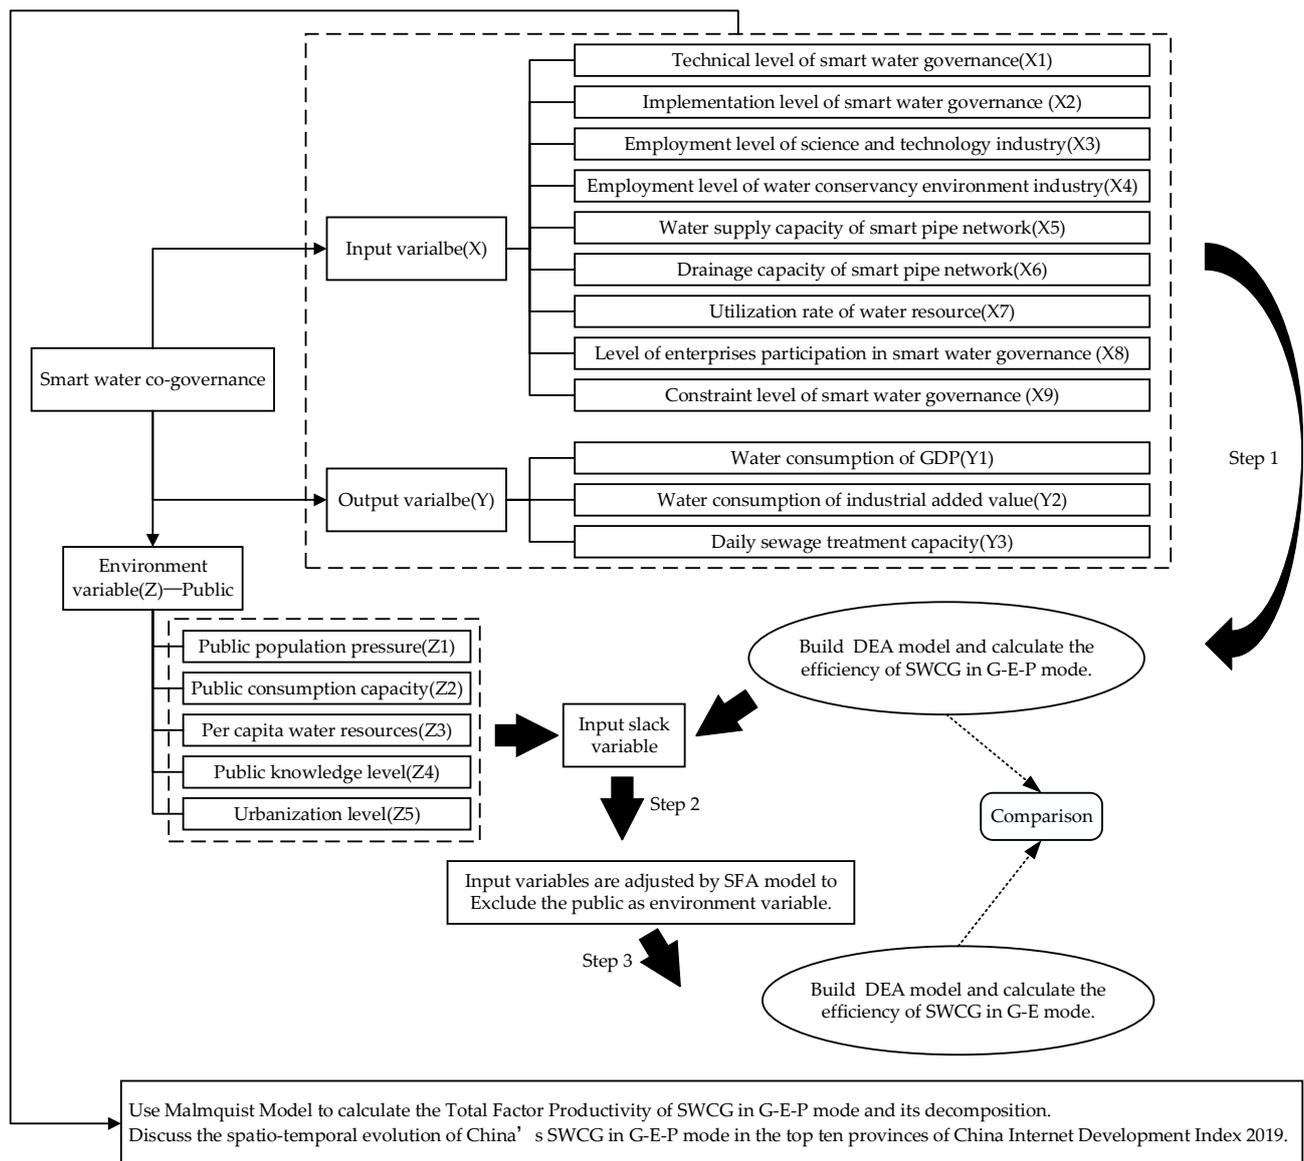 Technical level of smart water governance(X1)
Implementation level of smart water governance (X2)
Employment level of science and technology industry(X3)
Employment level of water conservancy environment industry(X4)
Water supply capacity of smart pipe network(X5)
Drainage capacity of smart pipe network(X6)
Utilization rate of water resource(X7)
Level of enterprises participation in smart water governance (X8)
Constraint level of smart water governance (X9)
Input varialbe(X)
Smart water co-governance
Output varialbe(Y)
Water consumption of GDP(Y1)
Water consumption of industrial added value(Y2)
Daily sewage treatment capacity(Y3)
Step 1
Environment
variable(Z)—Public
Public population pressure(Z1)
Public consumption capacity(Z2)
Per capita water resources(Z3)
Public knowledge level(Z4)
Urbanization level(Z5)
Build DEA model and calculate the
efficiency of SWCG in G-E-P mode.
Input slack
variable
Step 2
Comparison
Input variables are adjusted by SFA model to
Exclude the public as environment variable.
Step 3
Build DEA model and calculate the
efficiency of SWCG in G-E mode.
Use Malmquist Model to calculate the Total Factor Productivity of SWCG in G-E-P mode and its decomposition.
Discuss the spatio-temporal evolution of China’s SWCG in G-E-P mode in the top ten provinces of China Internet Development Index 2019.